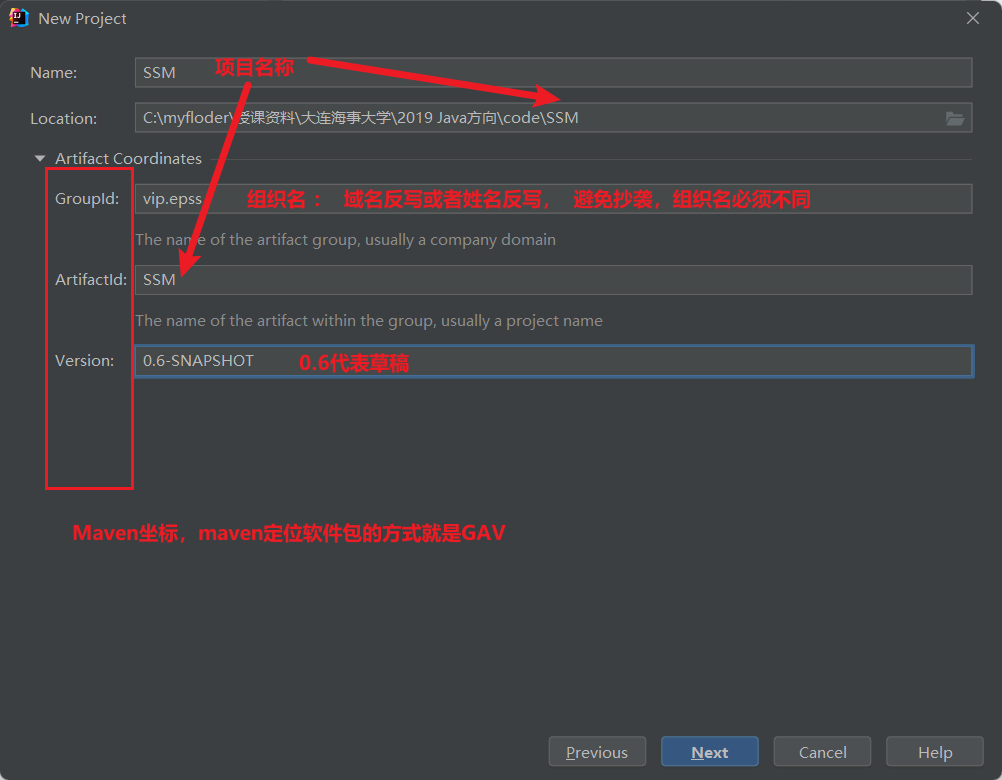 New Project
Name: SSM 项目名称
Location: C:\myfloder\授课资料\大连海事大学\2019 Java方向\code\SSM
Artifact Coordinates
GroupId: vip.epss 组织名： 域名反写或者姓名反写， 避免抄袭，组织名必须不同
The name of the artifact group, usually a company domain
ArtifactId: SSM
The name of the artifact within the group, usually a project name
Version: 0.6-SNAPSHOT 0.6代表草稿
Maven坐标，maven定位软件包的方式就是GAV
Previous Next Cancel Help